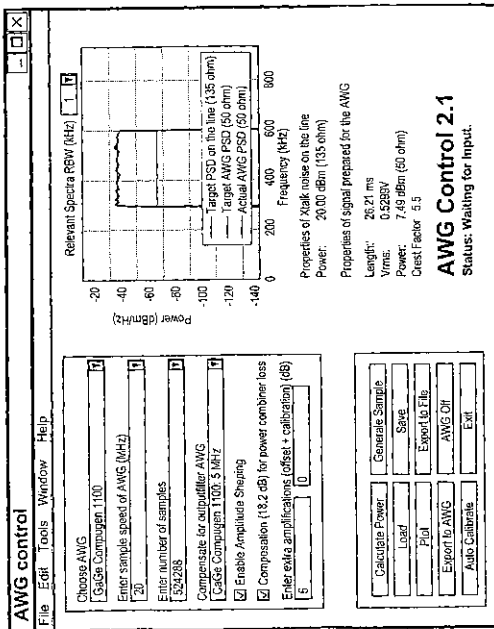 AWG control
File Edit Tools Window Help
Choose AWG
GaGe Compugen 1100
Enter sample speed of AWG (MHz)
20
Enter number of samples
524288
Compensate for outputfilter AWG
GaGe Compugen 1100, 5 MHz
Enable Amplitude Shaping
Composation (18.2 dB) for power combiner loss
Enter extra amplifications (offset + calibration) (dB)
5 0
Calculate Power Generate Sample
Load Save
Plot Export to File
Export to AWG AWG Off
Auto Calibrate Exit
Relevant Spectra RBW (kHz) 1
Power (dBm/Hz)
-20
-40
-60
-80
-100
-120
-140
Target PSD on the line (135 ohm)
Target AWG PSD (50 ohm)
Actual AWG PSD (50 ohm)
0 200 400 600 800
Frequency (kHz)
Properties of Xtalk noise on the line
Power: 20.00 dBm (135 ohm)
Properties of signal prepared for the AWG
Length: 26.21 ms
Vrms: 0.5299V
Power: 7.49 dBm (50 ohm)
Crest Factor 5.5
AWG Control 2.1
Status: Waiting for Input.